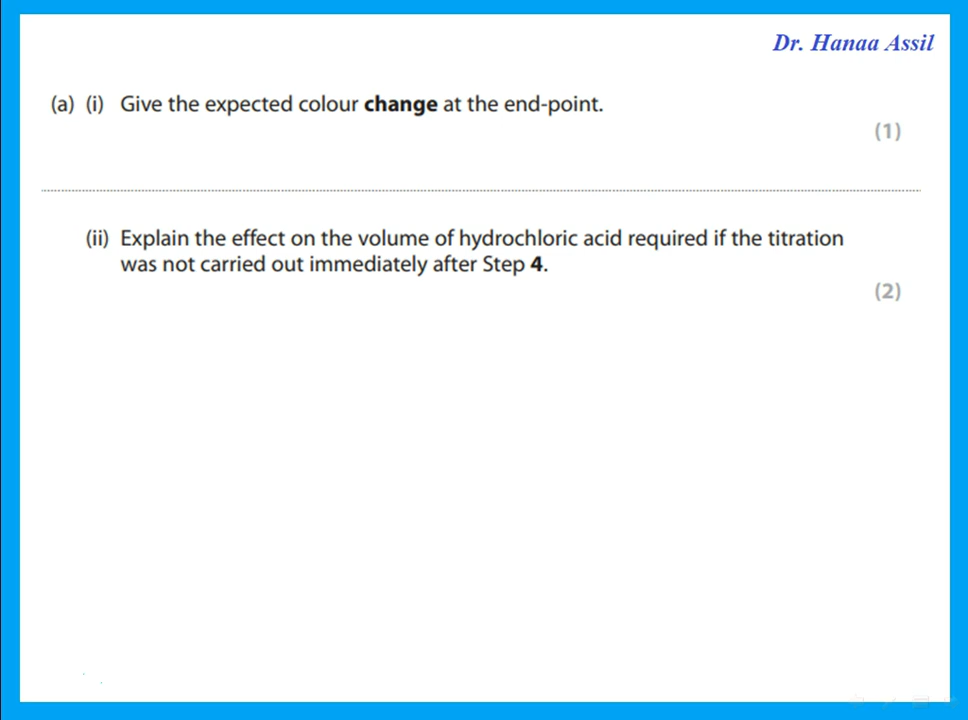 Dr. Hanaa Assil
(a) (i) Give the expected colour change at the end-point.
(1)
(ii) Explain the effect on the volume of hydrochloric acid required if the titration
was not carried out immediately after Step 4.
(2)